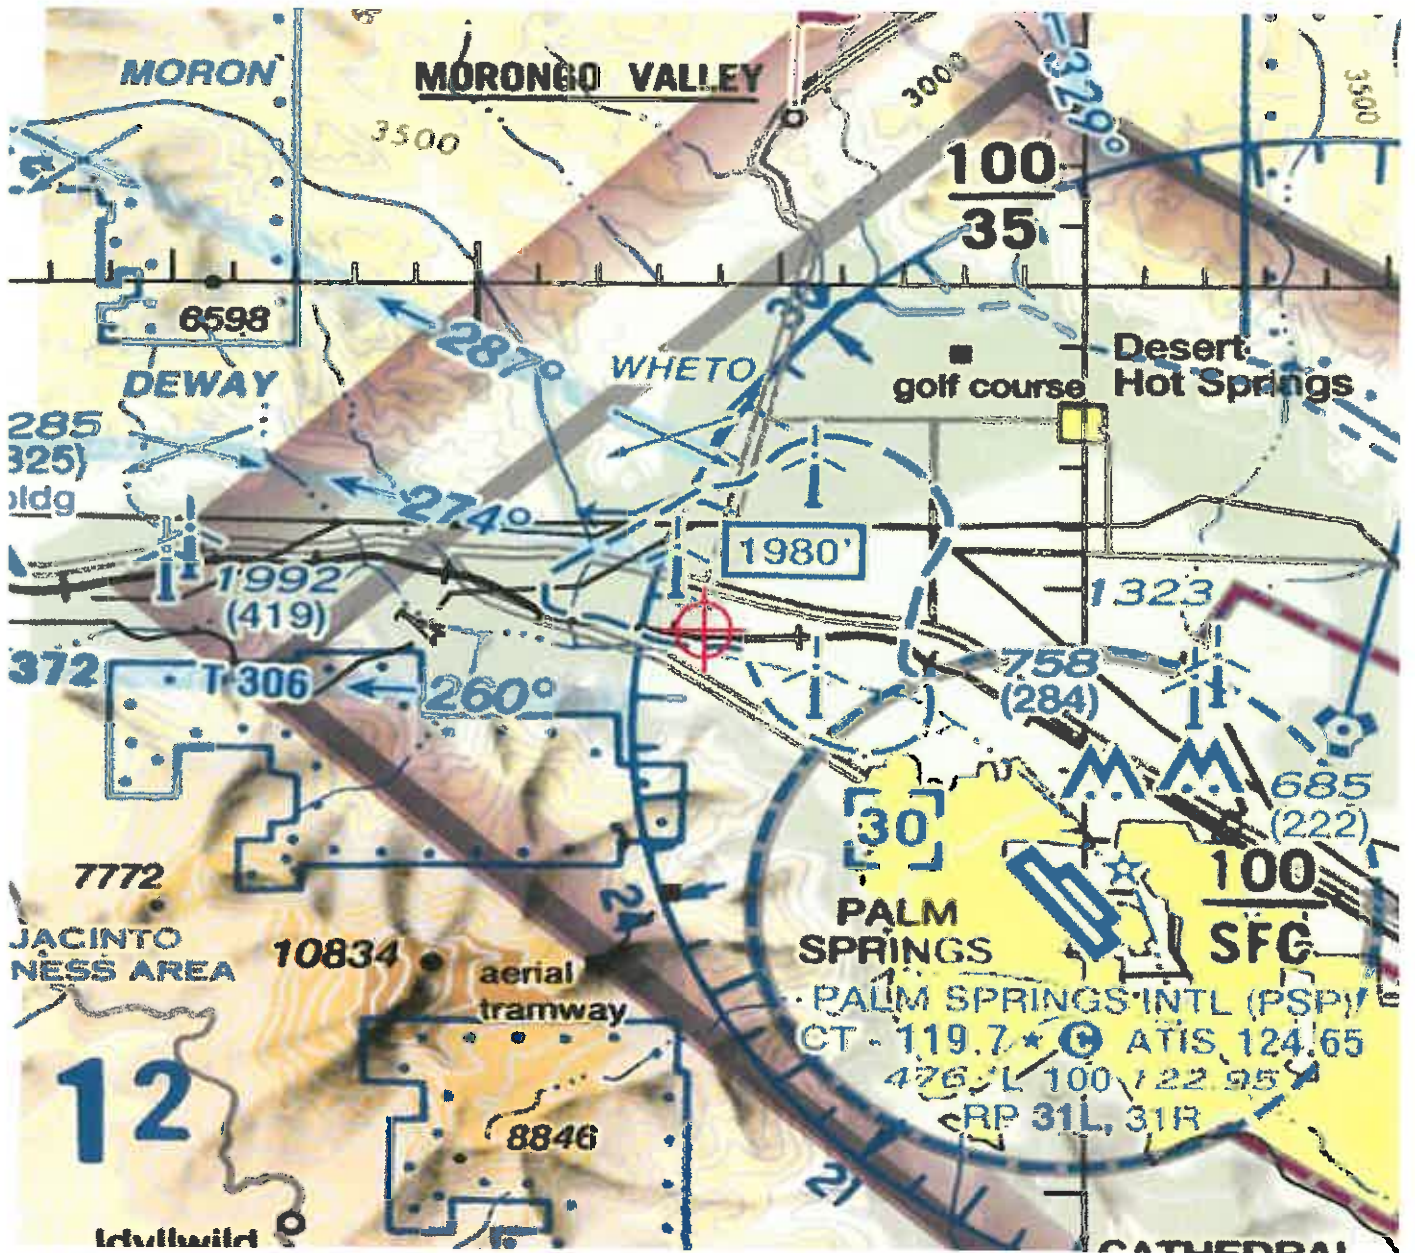 MORON
MORONGO VALLEY
3500
3000
329°
3500
100
35
6598
287°
30
WHETO
Desert
Hot Springs
golf course
DEWAY
285
325)
bldg
274°
1980'
1992
(419)
1323
372
T 306
260°
758
(284)
685
(222)
30
7772
100
SFC
24
PALM
SPRINGS
JACINTO
NESS AREA
10834
aerial
tramway
PALM SPRINGS INTL (PSP)
CT - 119.7 ★ C ATIS 124.65
476 *L 100 122.95
RP 31L, 31R
12
8846
21
Idyllwild
CATHEDRAL